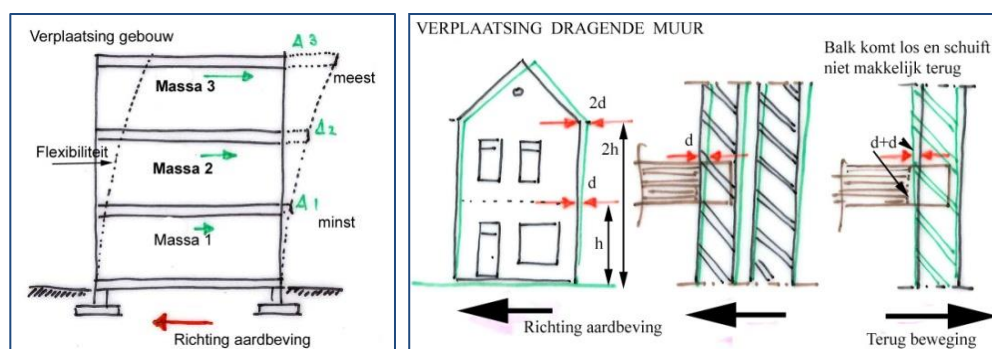 Verplaatsing gebouw
Δ3
meest
Massa 3
Δ2
Flexibiliteit
Massa 2
Δ1
minst
Massa 1
Richting aardbeving
VERPLAATSING DRAGENDE MUUR
Balk komt los en schuift
niet makkelijk terug
2d
2h
d
h
d
d+d
Richting aardbeving
Terug beweging